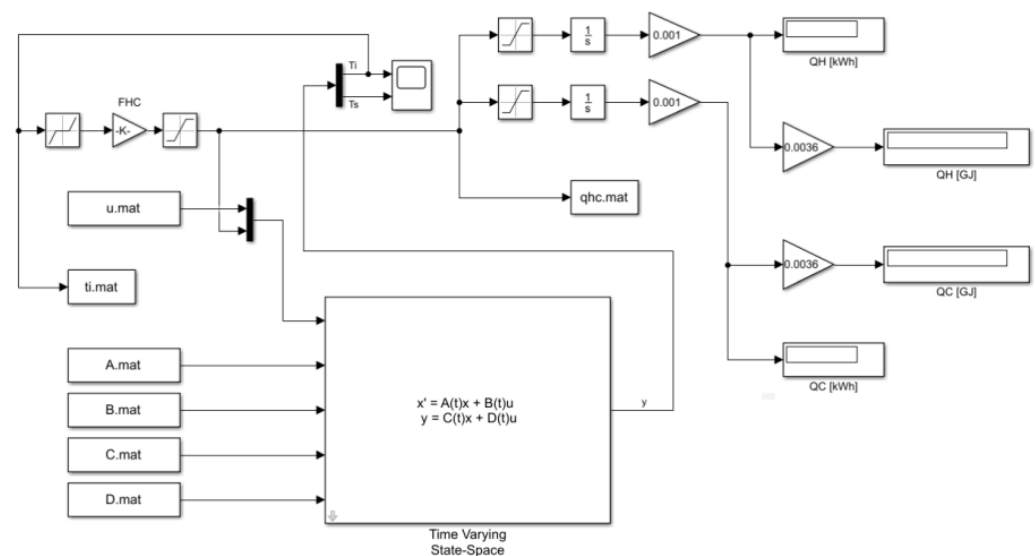 1
s
0.001
QH [kWh]
Ti
Ts
1
s
0.001
FHC
-K-
0.0036
QH [GJ]
u.mat
qhc.mat
ti.mat
0.0036
QC [GJ]
A.mat
QC [kWh]
B.mat
x' = A(t)x + B(t)u
y = C(t)x + D(t)u
y
C.mat
D.mat
Time Varying
State-Space